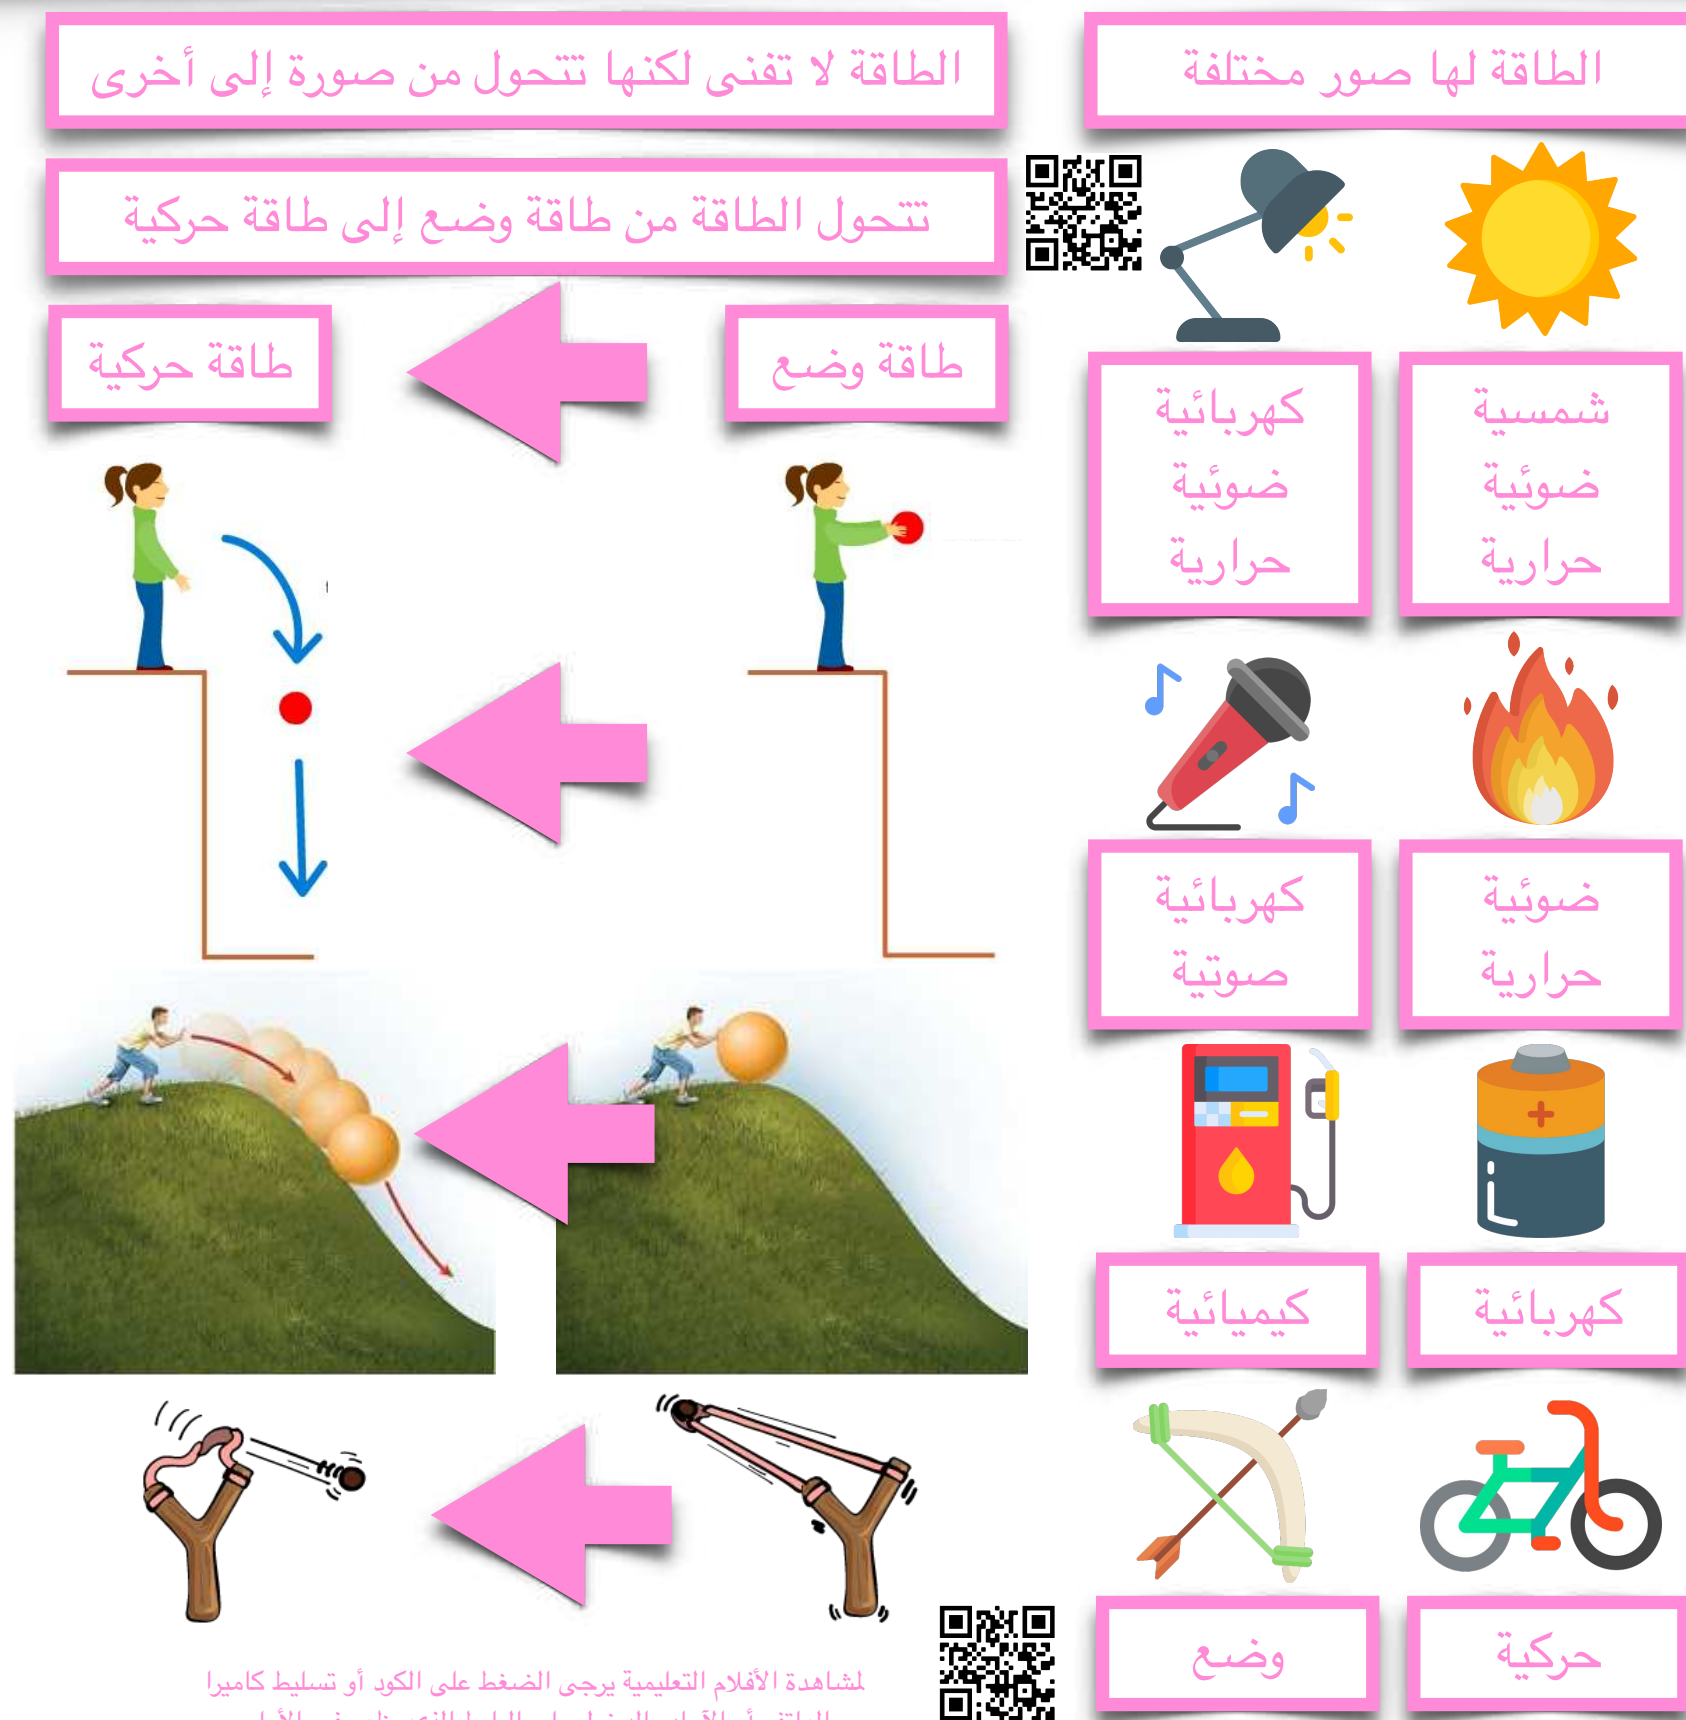 الطاقة لها صور مختلفة
شمسية
ضوئية
حرارية
كهربائية
ضوئية
حرارية
ضوئية
حرارية
كهربائية
صوتية
كهربائية
كيميائية
حركية
وضع
الطاقة لا تفنى لكنها تتحول من صورة إلى أخرى
تتحول الطاقة من طاقة وضع إلى طاقة حركية
طاقة وضع
طاقة حركية
لمشاهدة الأفلام التعليمية يرجى الضغط على الكود أو تسليط كاميرا